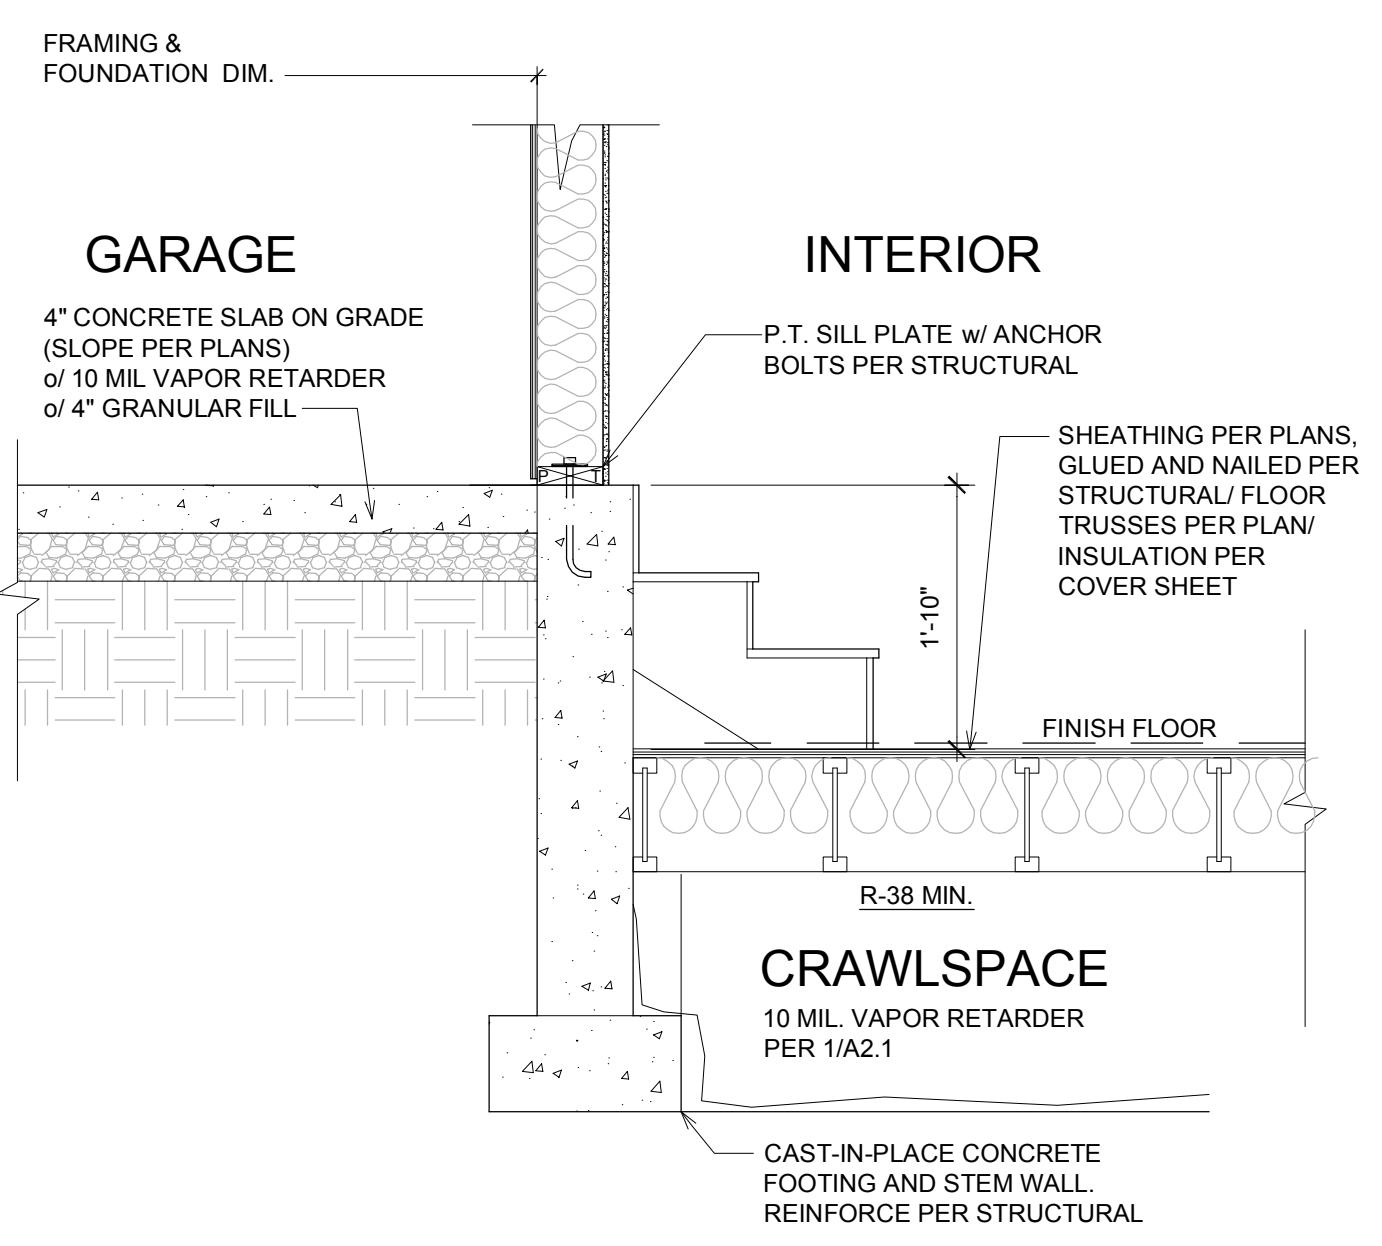 FRAMING &
FOUNDATION DIM.
GARAGE
INTERIOR
4" CONCRETE SLAB ON GRADE
(SLOPE PER PLANS)
o/ 10 MIL VAPOR RETARDER
o/ 4" GRANULAR FILL
P.T. SILL PLATE w/ ANCHOR
BOLTS PER STRUCTURAL
SHEATHING PER PLANS,
GLUED AND NAILED PER
STRUCTURAL/ FLOOR
TRUSSES PER PLAN/
INSULATION PER
COVER SHEET
P T
1'-10"
FINISH FLOOR
R-38 MIN.
CRAWLSPACE
10 MIL. VAPOR RETARDER
PER 1/A2.1
CAST-IN-PLACE CONCRETE
FOOTING AND STEM WALL.
REINFORCE PER STRUCTURAL